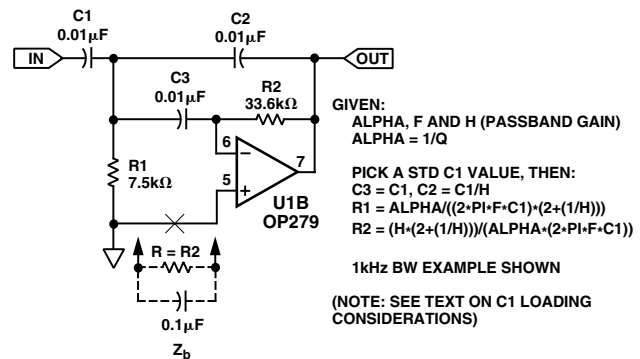 C1
0.01μF
C2
0.01μF
IN
OUT
C3
0.01μF
R2
33.6kΩ
6
−
7
R1
7.5kΩ
5
+
U1B
OP279
R = R2
0.1μF
Zb
GIVEN:
ALPHA, F AND H (PASSBAND GAIN)
ALPHA = 1/Q
PICK A STD C1 VALUE, THEN:
C3 = C1, C2 = C1/H
R1 = ALPHA/((2*PI*F*C1)*(2+(1/H)))
R2 = (H*(2+(1/H)))/(ALPHA*(2*PI*F*C1))
1kHz BW EXAMPLE SHOWN
(NOTE: SEE TEXT ON C1 LOADING
CONSIDERATIONS)